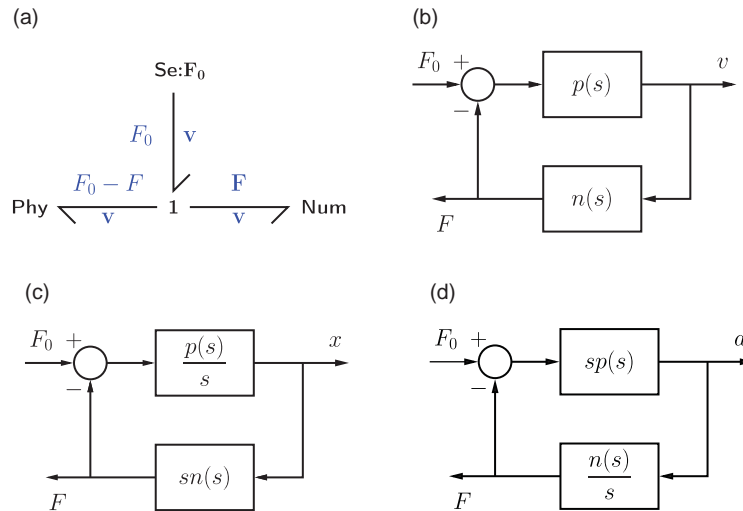 (a)
Se:F₀
F₀ v
F₀ − F F
Phy 1 Num
v v
(b)
F₀ + p(s) v
−
F n(s)
(c)
F₀ + p(s)/s x
−
F sn(s)
(d)
F₀ + sp(s) a
−
F n(s)/s